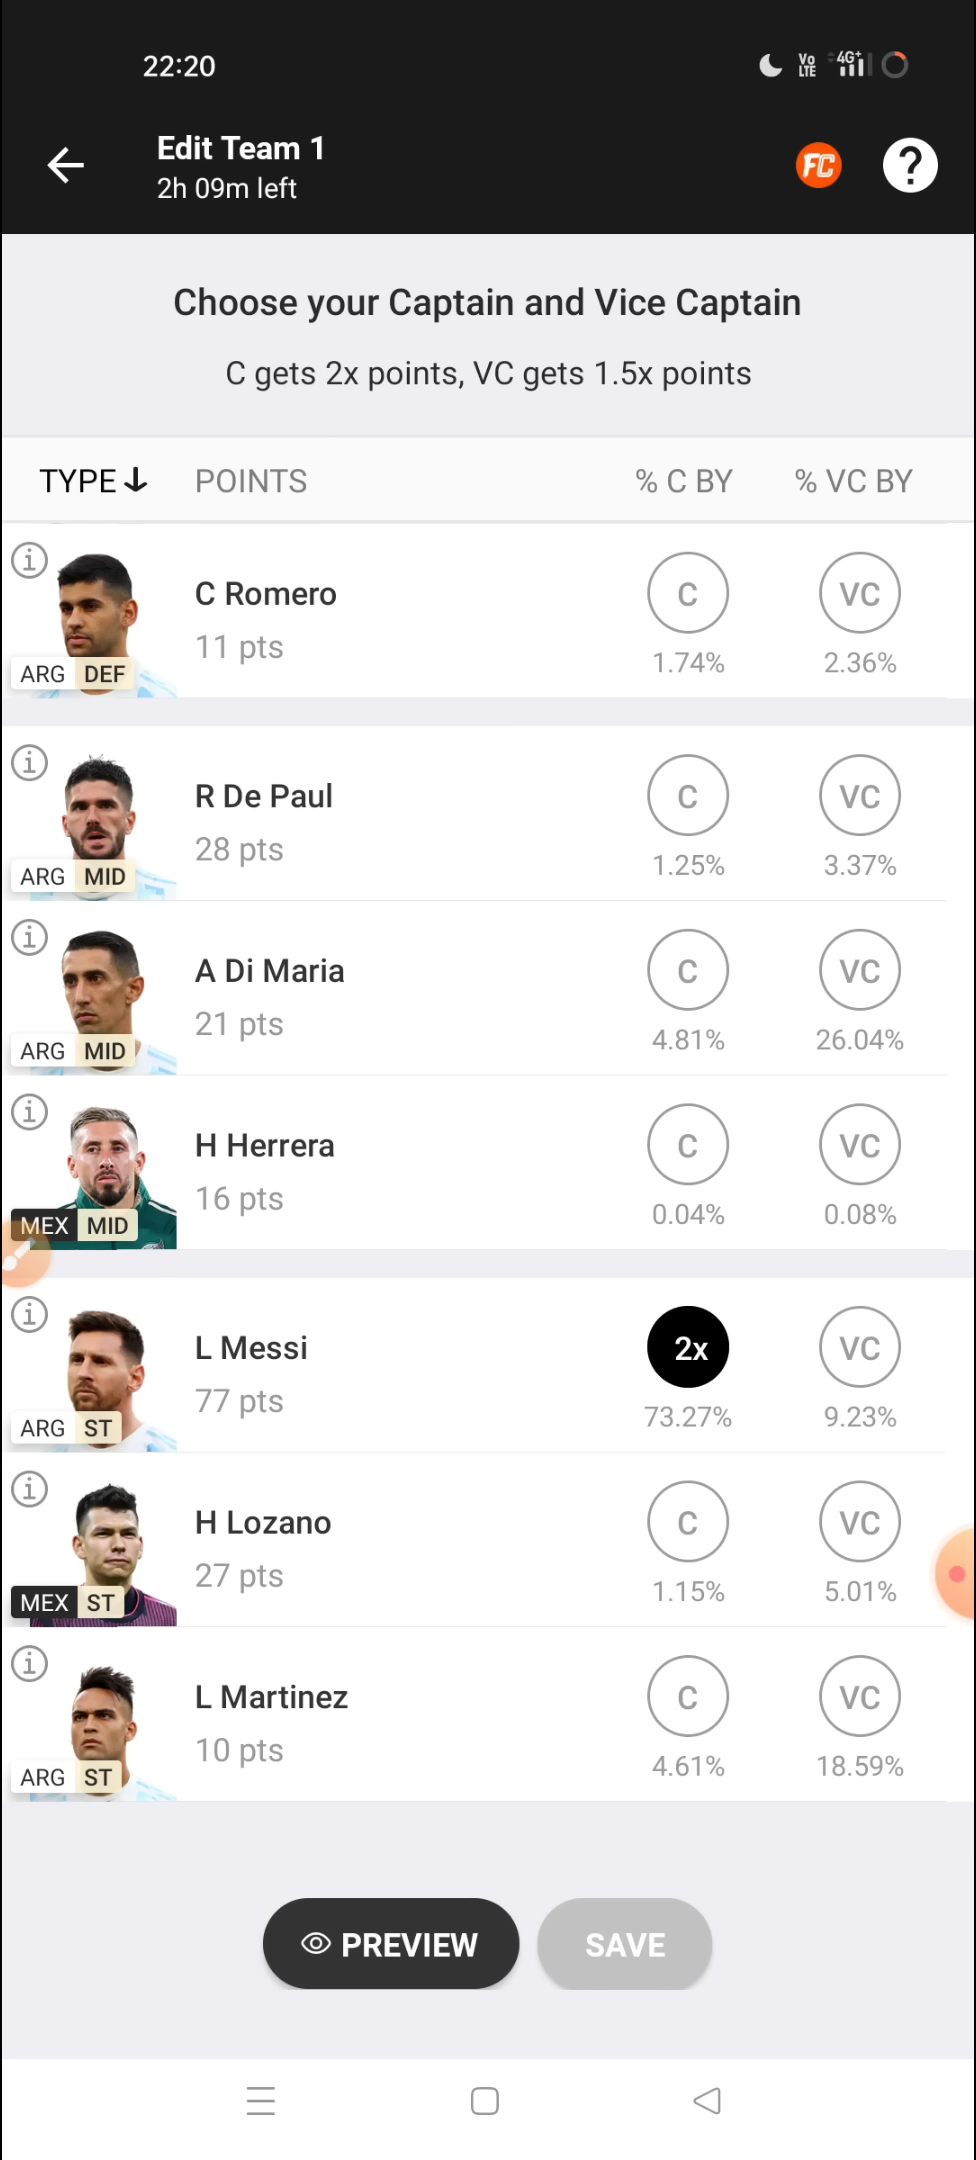 22:20
Vo LTE 4G+
Edit Team 1
2h 09m left
FC
?
Choose your Captain and Vice Captain
C gets 2x points, VC gets 1.5x points
TYPE POINTS % C BY % VC BY
C Romero
11 pts
ARG DEF
C VC
1.74% 2.36%
R De Paul
28 pts
ARG MID
C VC
1.25% 3.37%
A Di Maria
21 pts
ARG MID
C VC
4.81% 26.04%
H Herrera
16 pts
MEX MID
C VC
0.04% 0.08%
L Messi
77 pts
ARG ST
2x VC
73.27% 9.23%
H Lozano
27 pts
MEX ST
C VC
1.15% 5.01%
L Martinez
10 pts
ARG ST
C VC
4.61% 18.59%
PREVIEW SAVE